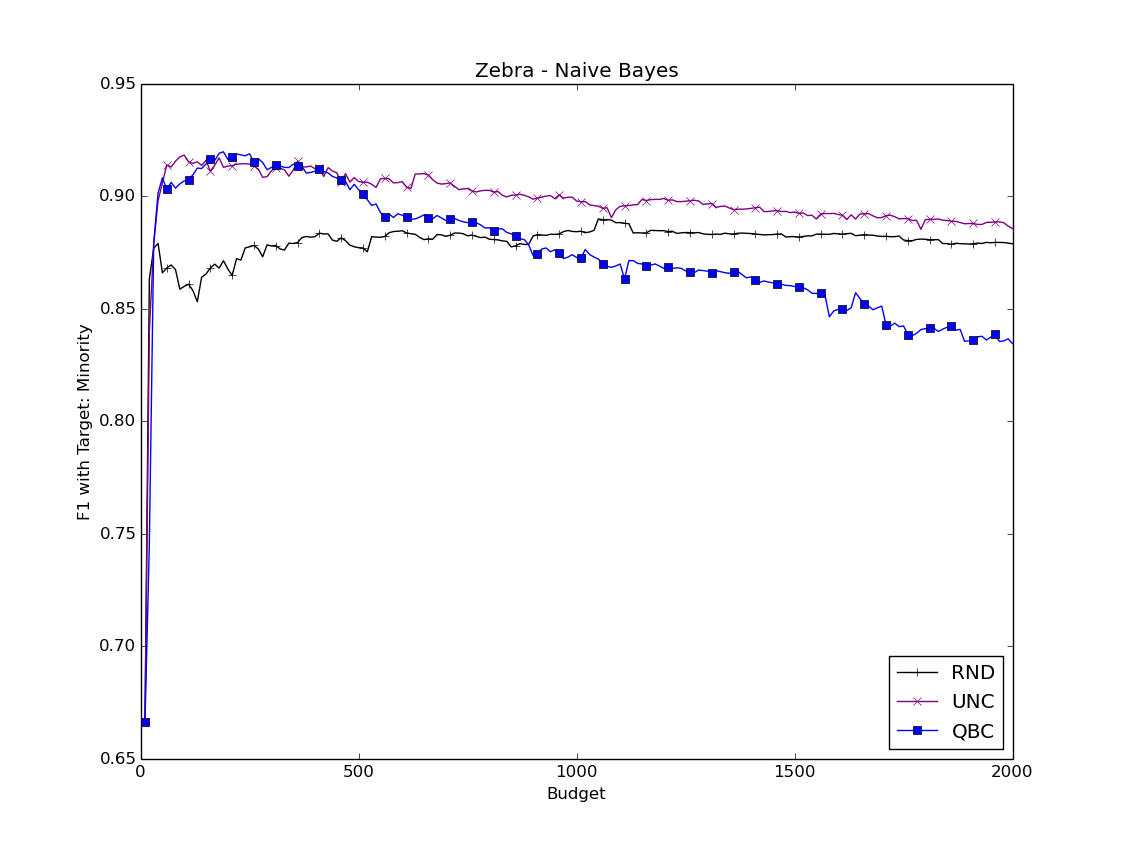 Zebra - Naive Bayes
0.95
0.90
0.85
0.80
0.75
0.70
0.65
F1 with Target: Minority
RND
UNC
QBC
0 500 1000 1500 2000
Budget